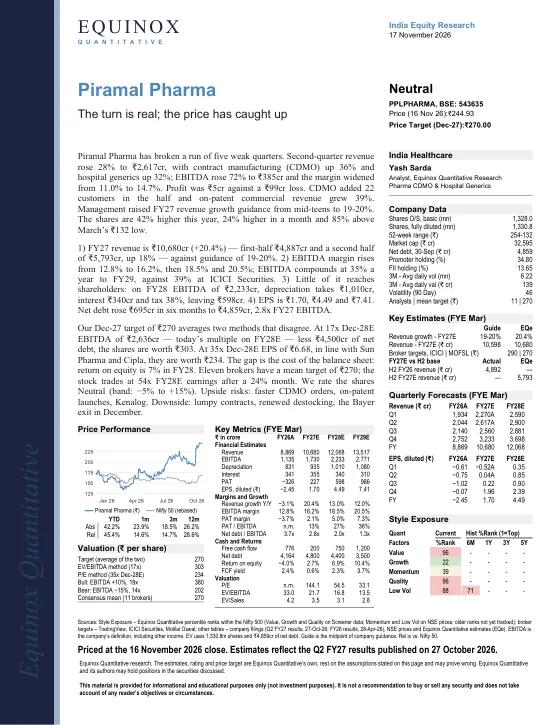 EQUINOX
QUANTITATIVE
India Equity Research
17 November 2026
Piramal Pharma
The turn is real; the price has caught up
Neutral
PPLPHARMA, BSE: 543635
Price (16 Nov 26):₹244.93
Price Target (Dec-27):₹270.00
Piramal Pharma has broken a run of five weak quarters. Second-quarter revenue
rose 28% to ₹2,617cr, with contract manufacturing (CDMO) up 36% and
hospital generics up 32%; EBITDA rose 72% to ₹385cr and the margin widened
from 11.0% to 14.7%. Profit was ₹5cr against a ₹99cr loss. CDMO added 22
customers in the half and on-patent commercial revenue grew 39%.
Management raised FY27 revenue growth guidance from mid-teens to 19-20%.
The shares are 42% higher this year, 24% higher in a month and 85% above
March's ₹132 low.
1) FY27 revenue is ₹10,680cr (+20.4%) — first-half ₹4,887cr and a second half
of ₹5,793cr, up 18% — against guidance of 19-20%. 2) EBITDA margin rises
from 12.8% to 16.2%, then 18.5% and 20.5%; EBITDA compounds at 35% a
year to FY29, against 39% at ICICI Securities. 3) Little of it reaches
shareholders: on FY28 EBITDA of ₹2,233cr, depreciation takes ₹1,010cr,
interest ₹340cr and tax 38%, leaving ₹598cr. 4) EPS is ₹1.70, ₹4.49 and ₹7.41.
Net debt rose ₹695cr in six months to ₹4,859cr, 2.8x FY27 EBITDA.
Our Dec-27 target of ₹270 averages two methods that disagree. At 17x Dec-28E
EBITDA of ₹2,636cr — today's multiple on FY28E — less ₹4,500cr of net
debt, the shares are worth ₹303. At 35x Dec-28E EPS of ₹6.68, in line with Sun
Pharma and Cipla, they are worth ₹234. The gap is the cost of the balance sheet:
return on equity is 7% in FY28. Eleven brokers have a mean target of ₹270; the
stock trades at 54x FY28E earnings after a 24% month. We rate the shares
Neutral (band: −5% to +15%). Upside risks: faster CDMO orders, on-patent
launches, Kenalog. Downside: lumpy contracts, renewed destocking, the Bayer
exit in December.
India Healthcare
Yash Sarda
Analyst, Equinox Quantitative Research
Pharma CDMO & Hospital Generics
Company Data
Shares O/S, basic (mn) 1,328.0
Shares, fully diluted (mn) 1,330.8
52-week range (₹) 254-132
Market cap (₹ cr) 32,595
Net debt, 30-Sep (₹ cr) 4,859
Promoter holding (%) 34.80
FII holding (%) 13.65
3M - Avg daily vol (mn) 6.22
3M - Avg daily val (₹ cr) 139
Volatility (90 Day) 46
Analysts | mean target (₹) 11 | 270
Key Estimates (FYE Mar)
Guide EQe
Revenue growth - FY27E 19-20% 20.4%
Revenue - FY27E (₹ cr) 10,598 10,680
Broker targets, ICICI | MOFSL (₹) 290 | 270
FY27E vs H2 base Actual EQe
H2 FY26 revenue (₹ cr) 4,892 —
H2 FY27E revenue (₹ cr) — 5,793
Quarterly Forecasts (FYE Mar)
Revenue (₹ cr) FY26A FY27E FY28E
Q1 1,934 2,270A 2,590
Q2 2,044 2,617A 2,900
Q3 2,140 2,560 2,881
Q4 2,752 3,233 3,698
FY 8,869 10,680 12,088
EPS, diluted (₹) FY26A FY27E FY28E
Q1 −0.61 −0.52A 0.35
Q2 −0.75 0.04A 0.85
Q3 −1.02 0.22 0.90
Q4 −0.07 1.96 2.39
FY −2.45 1.70 4.49
Style Exposure
Quant Current Hist %Rank (1=Top)
Factors %Rank 6M 1Y 3Y 5Y
Value 96 - - - -
Growth 22 - - - -
Momentum 39 - - - -
Quality 96 - - - -
Low Vol 88 71 - - -
Price Performance
225
200
175
150
125
Jan 26 Apr 26 Jul 26 Oct 26
Piramal Pharma (₹) Nifty 50 (rebased)
YTD 1m 3m 12m
Abs 42.2% 23.9% 18.5% 26.2%
Rel 45.4% 14.6% 14.7% 28.6%
Valuation (₹ per share)
Target (average of the two) 270
EV/EBITDA method (17x) 303
P/E method (35x Dec-28E) 234
Bull: EBITDA +10%, 19x 360
Bear: EBITDA −15%, 14x 202
Consensus mean (11 brokers) 270
Key Metrics (FYE Mar)
₹ in crore FY26A FY27E FY28E FY29E
Financial Estimates
Revenue 8,869 10,680 12,088 13,517
EBITDA 1,135 1,730 2,233 2,771
Depreciation 831 935 1,010 1,080
Interest 341 355 340 310
PAT −326 227 598 986
EPS, diluted (₹) −2.45 1.70 4.49 7.41
Margins and Growth
Revenue growth Y/Y −3.1% 20.4% 13.0% 12.0%
EBITDA margin 12.8% 16.2% 18.5% 20.5%
PAT margin −3.7% 2.1% 5.0% 7.3%
PAT / EBITDA n.m. 13% 27% 36%
Net debt / EBITDA 3.7x 2.8x 2.0x 1.3x
Cash and Returns
Free cash flow 776 200 750 1,200
Net debt 4,164 4,800 4,400 3,500
Return on equity −4.0% 2.7% 6.9% 10.4%
FCF yield 2.4% 0.6% 2.3% 3.7%
Valuation
P/E n.m. 144.1 54.5 33.1
EV/EBITDA 33.0 21.7 16.8 13.5
EV/Sales 4.2 3.5 3.1 2.8
Equinox Quantitative
Priced at the 16 November 2026 close. Estimates reflect the Q2 FY27 results published on 27 October 2026.
Equinox Quantitative research. The estimates, rating and price target are Equinox Quantitative's own, rest on the assumptions stated on this page and may prove wrong. Equinox Quantitative
and its authors may hold positions in the securities discussed.
This material is provided for informational and educational purposes only (not investment purposes). It is not a recommendation to buy or sell any security and does not take
account of any reader's objectives or circumstances.